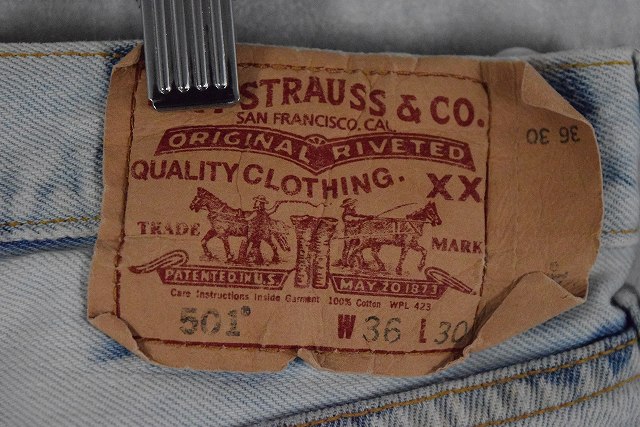 STRAUSS & CO.
SAN FRANCISCO, CAL.
ORIGINAL RIVETED
QUALITY CLOTHING. XX
TRADE MARK
PATENTED IN U.S. MAY 20 1873
Care Instructions Inside Garment 100% Cotton WPL 423
501® W 36 L 30
36 30